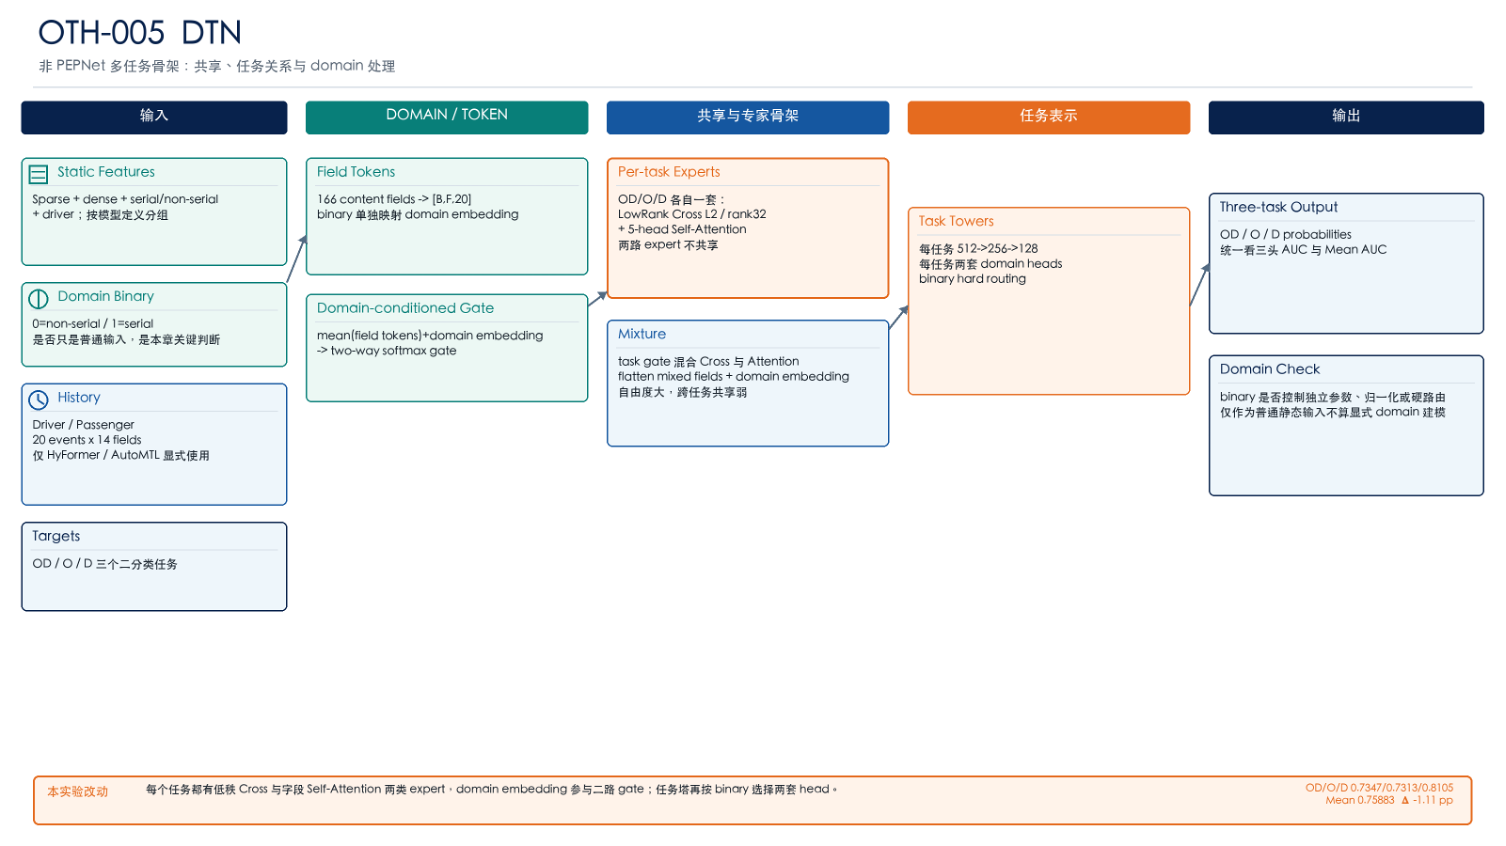 OTH-005 DTN
非 PEPNet 多任务骨架：共享、任务关系与 domain 处理
输入
DOMAIN / TOKEN
共享与专家骨架
任务表示
输出
Static Features
Sparse + dense + serial/non-serial
+ driver；按模型定义分组
Domain Binary
0=non-serial / 1=serial
是否只是普通输入，是本章关键判断
History
Driver / Passenger
20 events x 14 fields
仅 HyFormer / AutoMTL 显式使用
Targets
OD / O / D 三个二分类任务
Field Tokens
166 content fields -> [B,F,20]
binary 单独映射 domain embedding
Domain-conditioned Gate
mean(field tokens)+domain embedding
-> two-way softmax gate
Per-task Experts
OD/O/D 各自一套：
LowRank Cross L2 / rank32
+ 5-head Self-Attention
两路 expert 不共享
Mixture
task gate 混合 Cross 与 Attention
flatten mixed fields + domain embedding
自由度大，跨任务共享弱
Task Towers
每任务 512->256->128
每任务两套 domain heads
binary hard routing
Three-task Output
OD / O / D probabilities
统一看三头 AUC 与 Mean AUC
Domain Check
binary 是否控制独立参数、归一化或硬路由
仅作为普通静态输入不算显式 domain 建模
本实验改动
每个任务都有低秩 Cross 与字段 Self-Attention 两类 expert，domain embedding 参与二路 gate；任务塔再按 binary 选择两套 head。
OD/O/D 0.7347/0.7313/0.8105
Mean 0.75883 Δ -1.11 pp